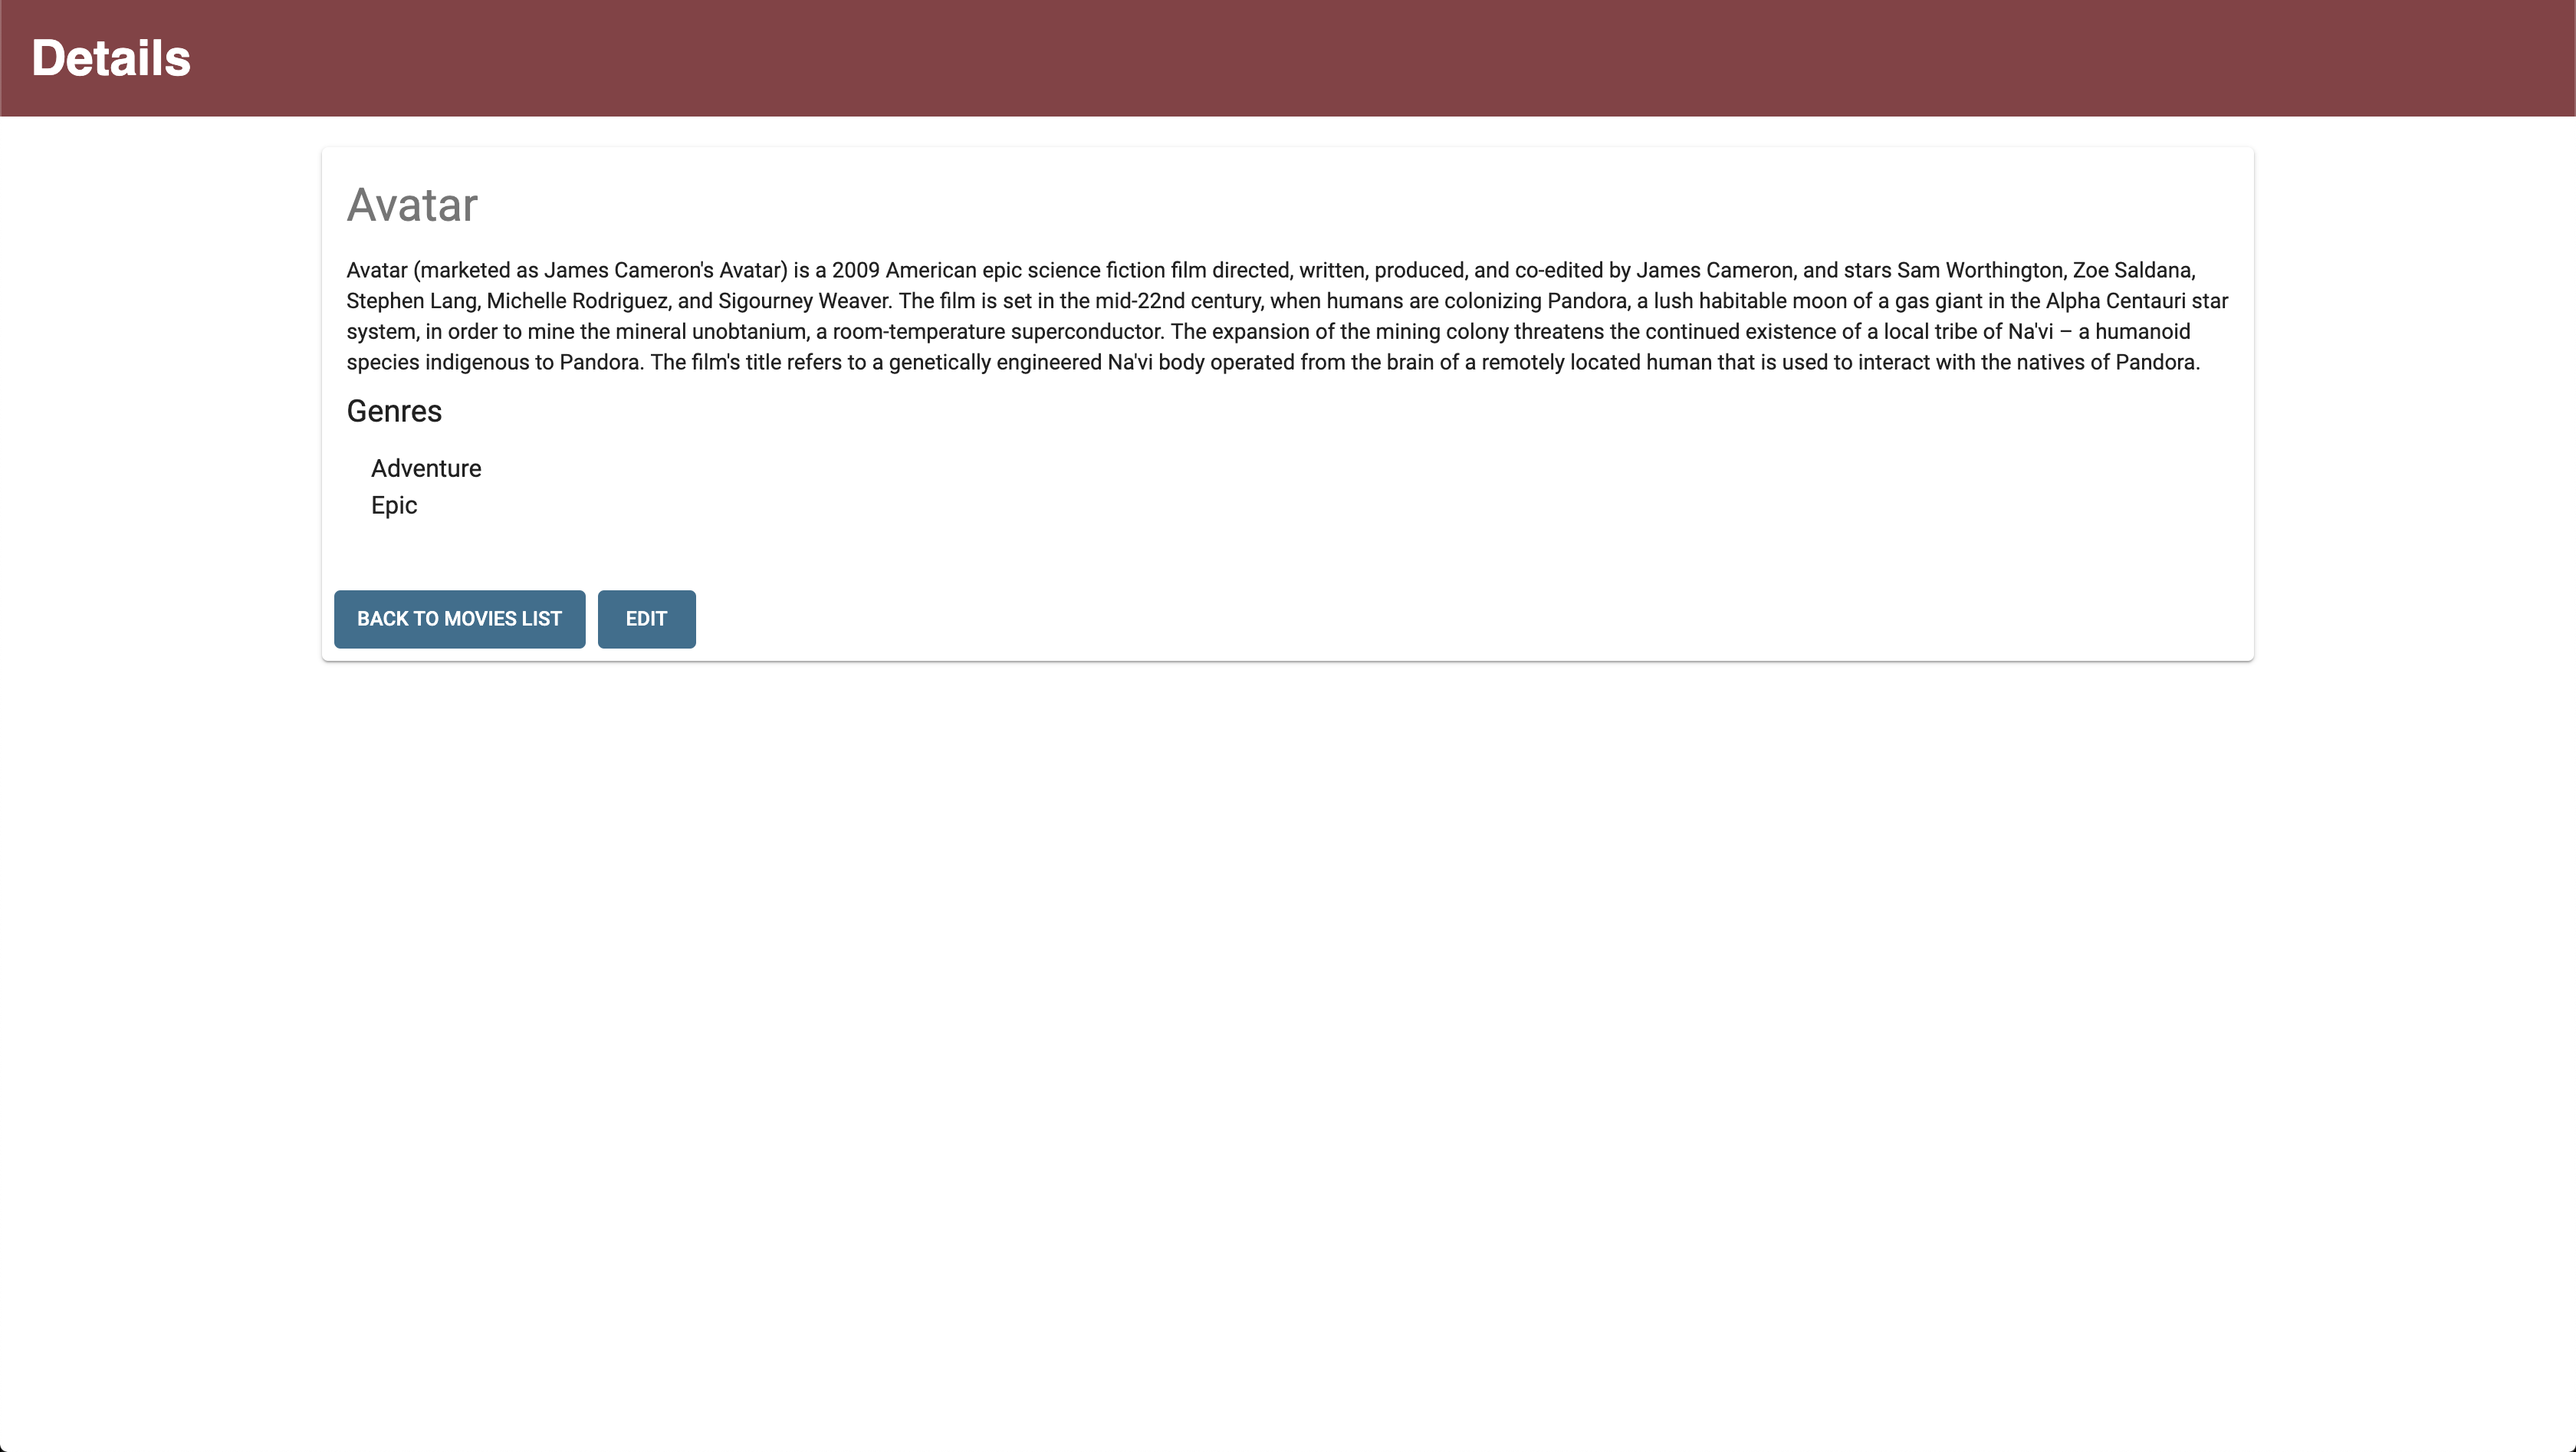 Details
Avatar
Avatar (marketed as James Cameron's Avatar) is a 2009 American epic science fiction film directed, written, produced, and co-edited by James Cameron, and stars Sam Worthington, Zoe Saldana,
Stephen Lang, Michelle Rodriguez, and Sigourney Weaver. The film is set in the mid-22nd century, when humans are colonizing Pandora, a lush habitable moon of a gas giant in the Alpha Centauri star
system, in order to mine the mineral unobtanium, a room-temperature superconductor. The expansion of the mining colony threatens the continued existence of a local tribe of Na'vi – a humanoid
species indigenous to Pandora. The film's title refers to a genetically engineered Na'vi body operated from the brain of a remotely located human that is used to interact with the natives of Pandora.
Genres
Adventure
Epic
BACK TO MOVIES LIST EDIT